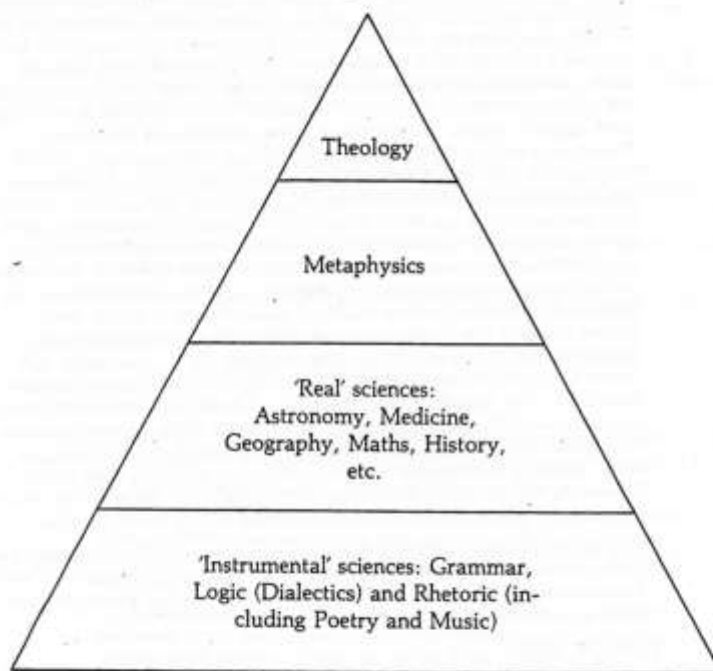 Theology
Metaphysics
'Real' sciences:
Astronomy, Medicine,
Geography, Maths, History,
etc.
'Instrumental' sciences: Grammar,
Logic (Dialectics) and Rhetoric (in-
cluding Poetry and Music)